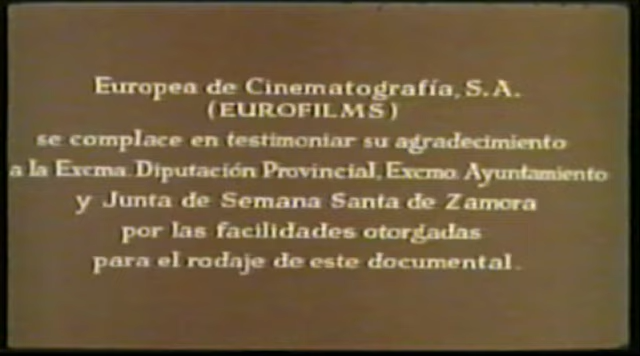 Europea de Cinematografía, S.A.
(EUROFILMS)
se complace en testimoniar su agradecimiento
a la Excma. Diputación Provincial, Excmo. Ayuntamiento
y Junta de Semana Santa de Zamora
por las facilidades otorgadas
para el rodaje de este documental.